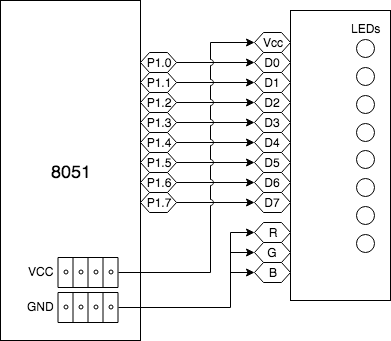 LEDs
Vcc
P1.0 D0
P1.1 D1
P1.2 D2
P1.3 D3
P1.4 D4
P1.5 D5
8051
P1.6 D6
P1.7 D7
R
G
VCC B
GND